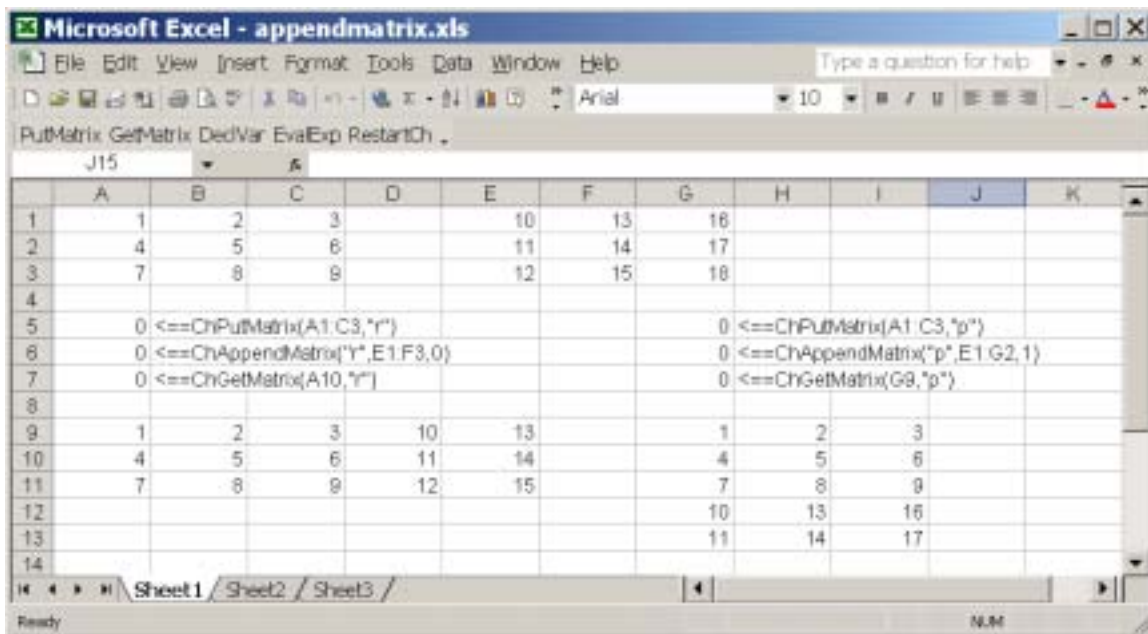 Microsoft Excel - appendmatrix.xls
File Edit View Insert Format Tools Data Window Help Type a question for help
Arial 10 B I U
PutMatrix GetMatrix DeclVar EvalExp RestartCh
J15 fx
A B C D E F G H I J K
1 1 2 3 10 13 16
2 4 5 6 11 14 17
3 7 8 9 12 15 18
4
5 0 <==ChPutMatrix(A1:C3,"r") 0 <==ChPutMatrix(A1:C3,"p")
6 0 <==ChAppendMatrix("r",E1:F3,0) 0 <==ChAppendMatrix("p",E1:G2,1)
7 0 <==ChGetMatrix(A10,"r") 0 <==ChGetMatrix(G9,"p")
8
9 1 2 3 10 13 1 2 3
10 4 5 6 11 14 4 5 6
11 7 8 9 12 15 7 8 9
12 10 13 16
13 11 14 17
14
Sheet1 Sheet2 Sheet3
Ready NUM